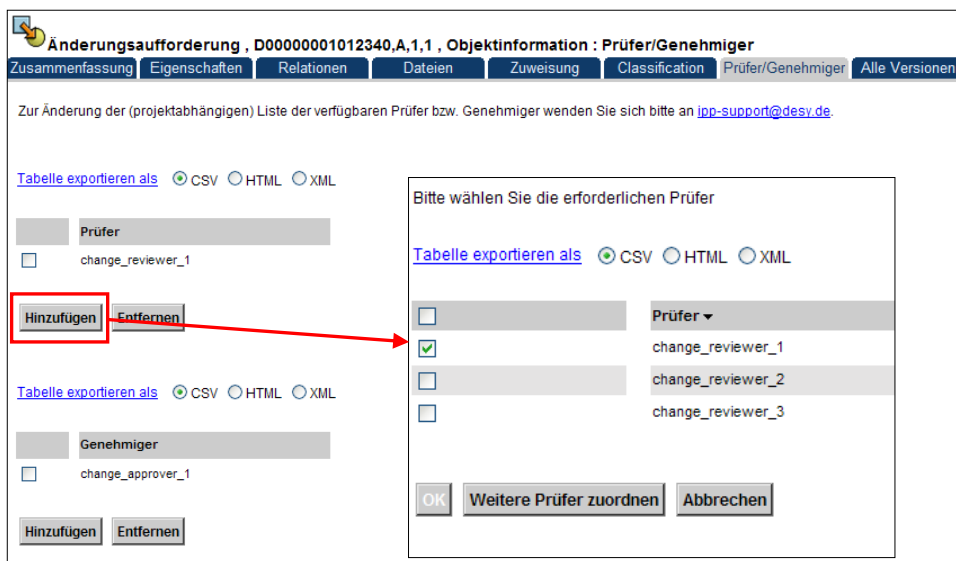 Änderungsaufforderung , D00000001012340,A,1,1 , Objektinformation : Prüfer/Genehmiger
Zusammenfassung Eigenschaften Relationen Dateien Zuweisung Classification Prüfer/Genehmiger Alle Versionen
Zur Änderung der (projektabhängigen) Liste der verfügbaren Prüfer bzw. Genehmiger wenden Sie sich bitte an ipp-support@desy.de.
Tabelle exportieren als CSV HTML XML
Prüfer
change_reviewer_1
Hinzufügen Entfernen
Tabelle exportieren als CSV HTML XML
Genehmiger
change_approver_1
Hinzufügen Entfernen
Bitte wählen Sie die erforderlichen Prüfer
Tabelle exportieren als CSV HTML XML
Prüfer
change_reviewer_1
change_reviewer_2
change_reviewer_3
OK Weitere Prüfer zuordnen Abbrechen